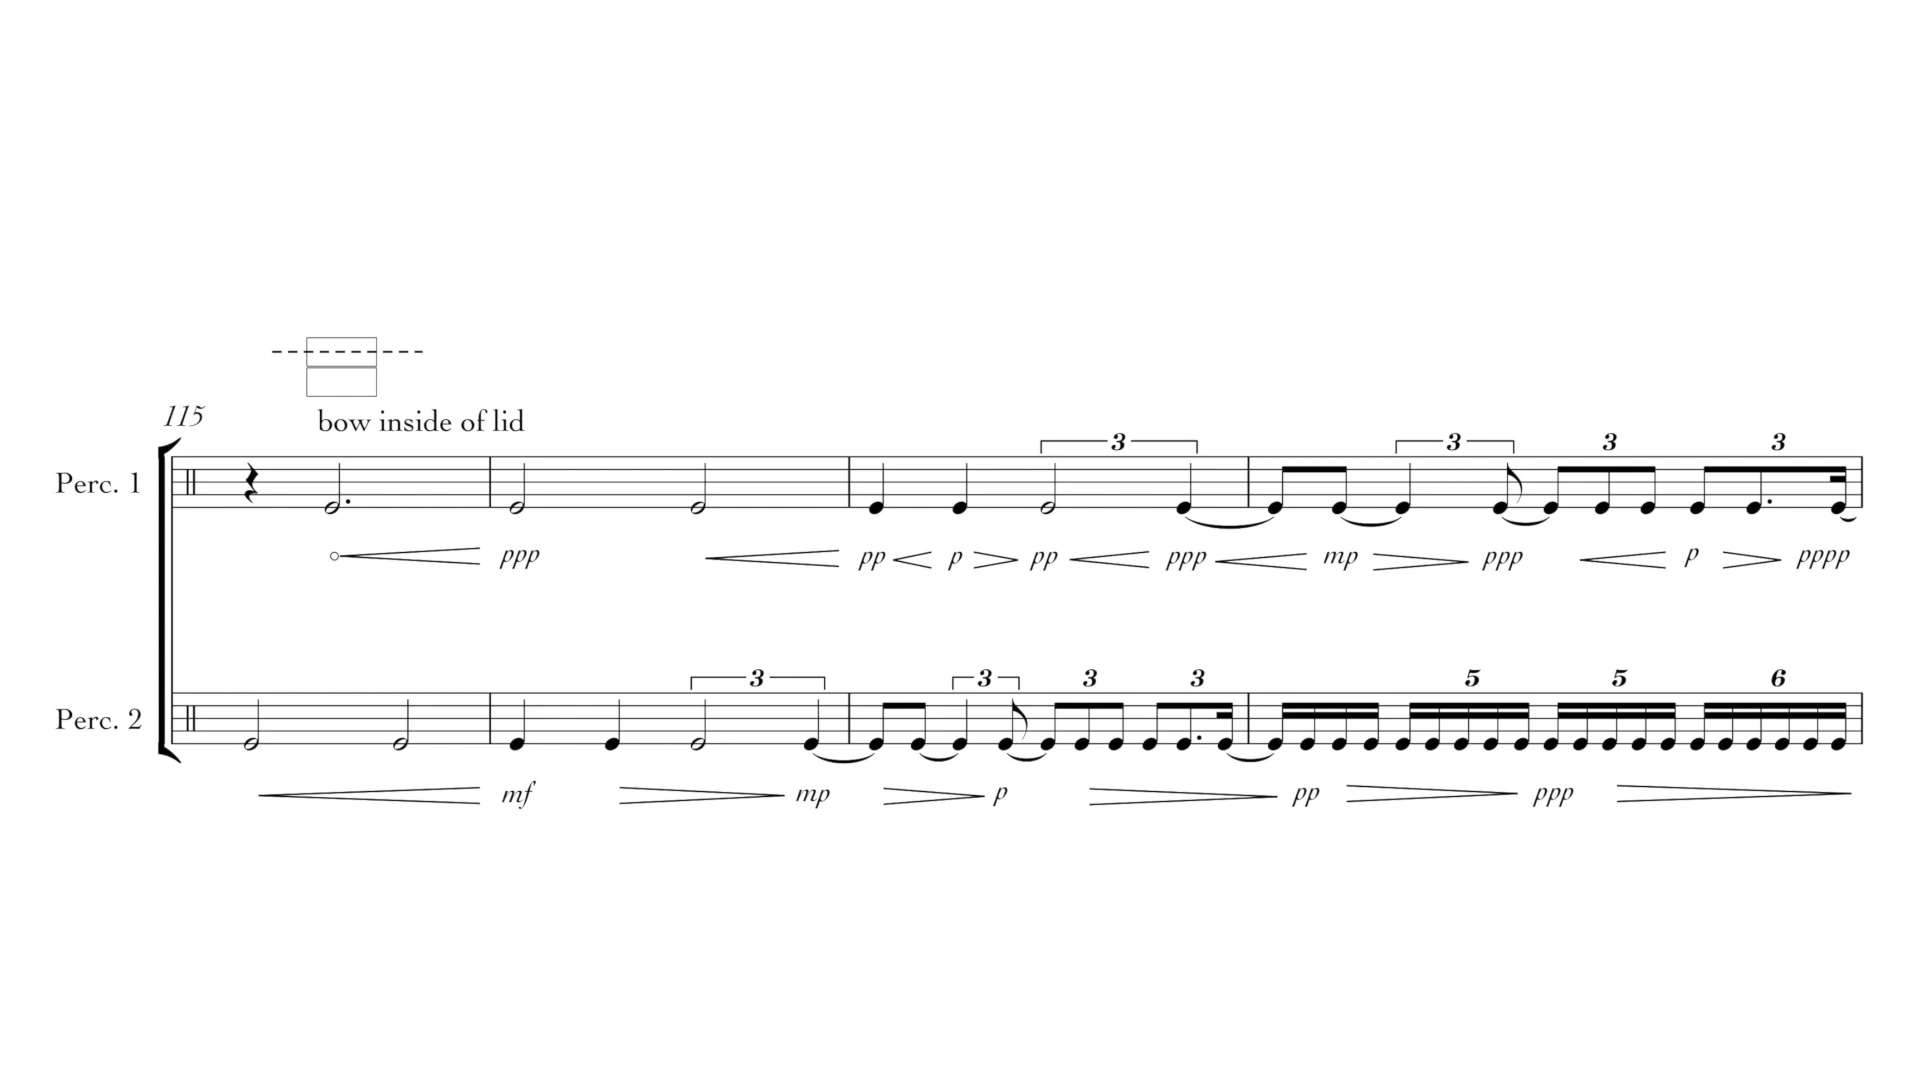 115
bow inside of lid
3 3 3 3
Perc. 1
ppp pp p pp ppp mp ppp p pppp
3 3 3 3 5 5 6
Perc. 2
mf mp p pp ppp